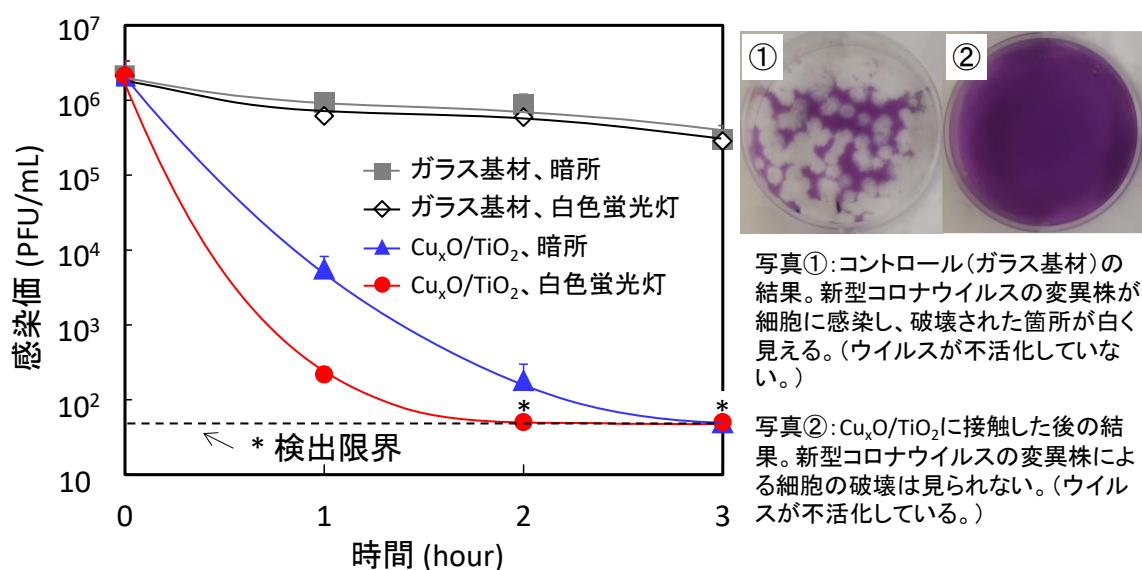 感染価 (PFU/mL)
10⁷
10⁶
10⁵
10⁴
10³
10²
10
ガラス基材、暗所
ガラス基材、白色蛍光灯
CuₓO/TiO₂、暗所
CuₓO/TiO₂、白色蛍光灯
*
*
* 検出限界
0
1
2
3
時間 (hour)
①
②
写真①:コントロール(ガラス基材)の
結果。新型コロナウイルスの変異株が
細胞に感染し、破壊された箇所が白く
見える。(ウイルスが不活化していな
い。)
写真②:CuₓO/TiO₂に接触した後の結
果。新型コロナウイルスの変異株によ
る細胞の破壊は見られない。(ウイル
スが不活化している。)